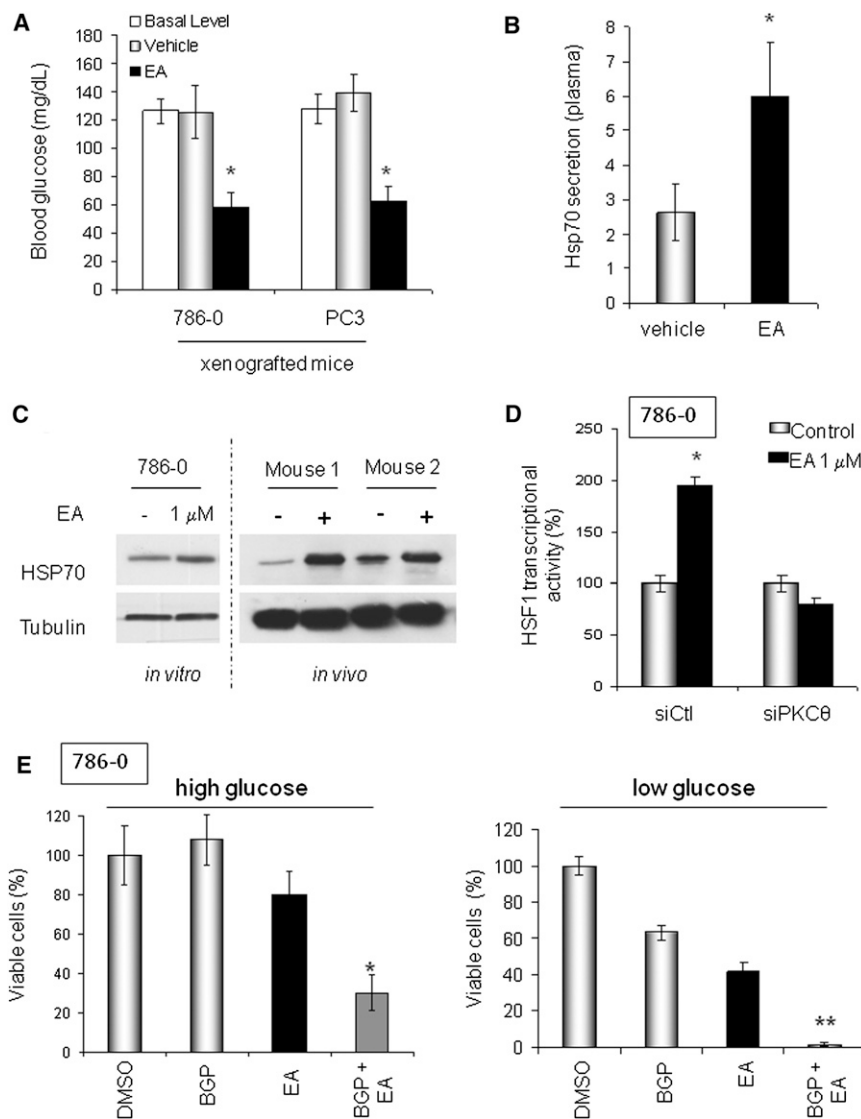 A
Basal Level
Vehicle
EA
Blood glucose (mg/dL)
180
160
140
120
100
80
60
40
20
0
*
*
786-0
PC3
xenografted mice
B
Hsp70 secretion (plasma)
8
7
6
5
4
3
2
1
0
*
vehicle
EA
C
786-0
Mouse 1
Mouse 2
EA
- 1 μM
- + - +
HSP70
Tubulin
in vitro
in vivo
D
786-0
Control
EA 1 μM
HSF1 transcriptional
activity (%)
250
200
150
100
50
0
*
siCtl
siPKCθ
E
786-0
high glucose
Viable cells (%)
120
100
80
60
40
20
0
*
DMSO
BGP
EA
BGP +
EA
low glucose
Viable cells (%)
120
100
80
60
40
20
0
**
DMSO
BGP
EA
BGP +
EA